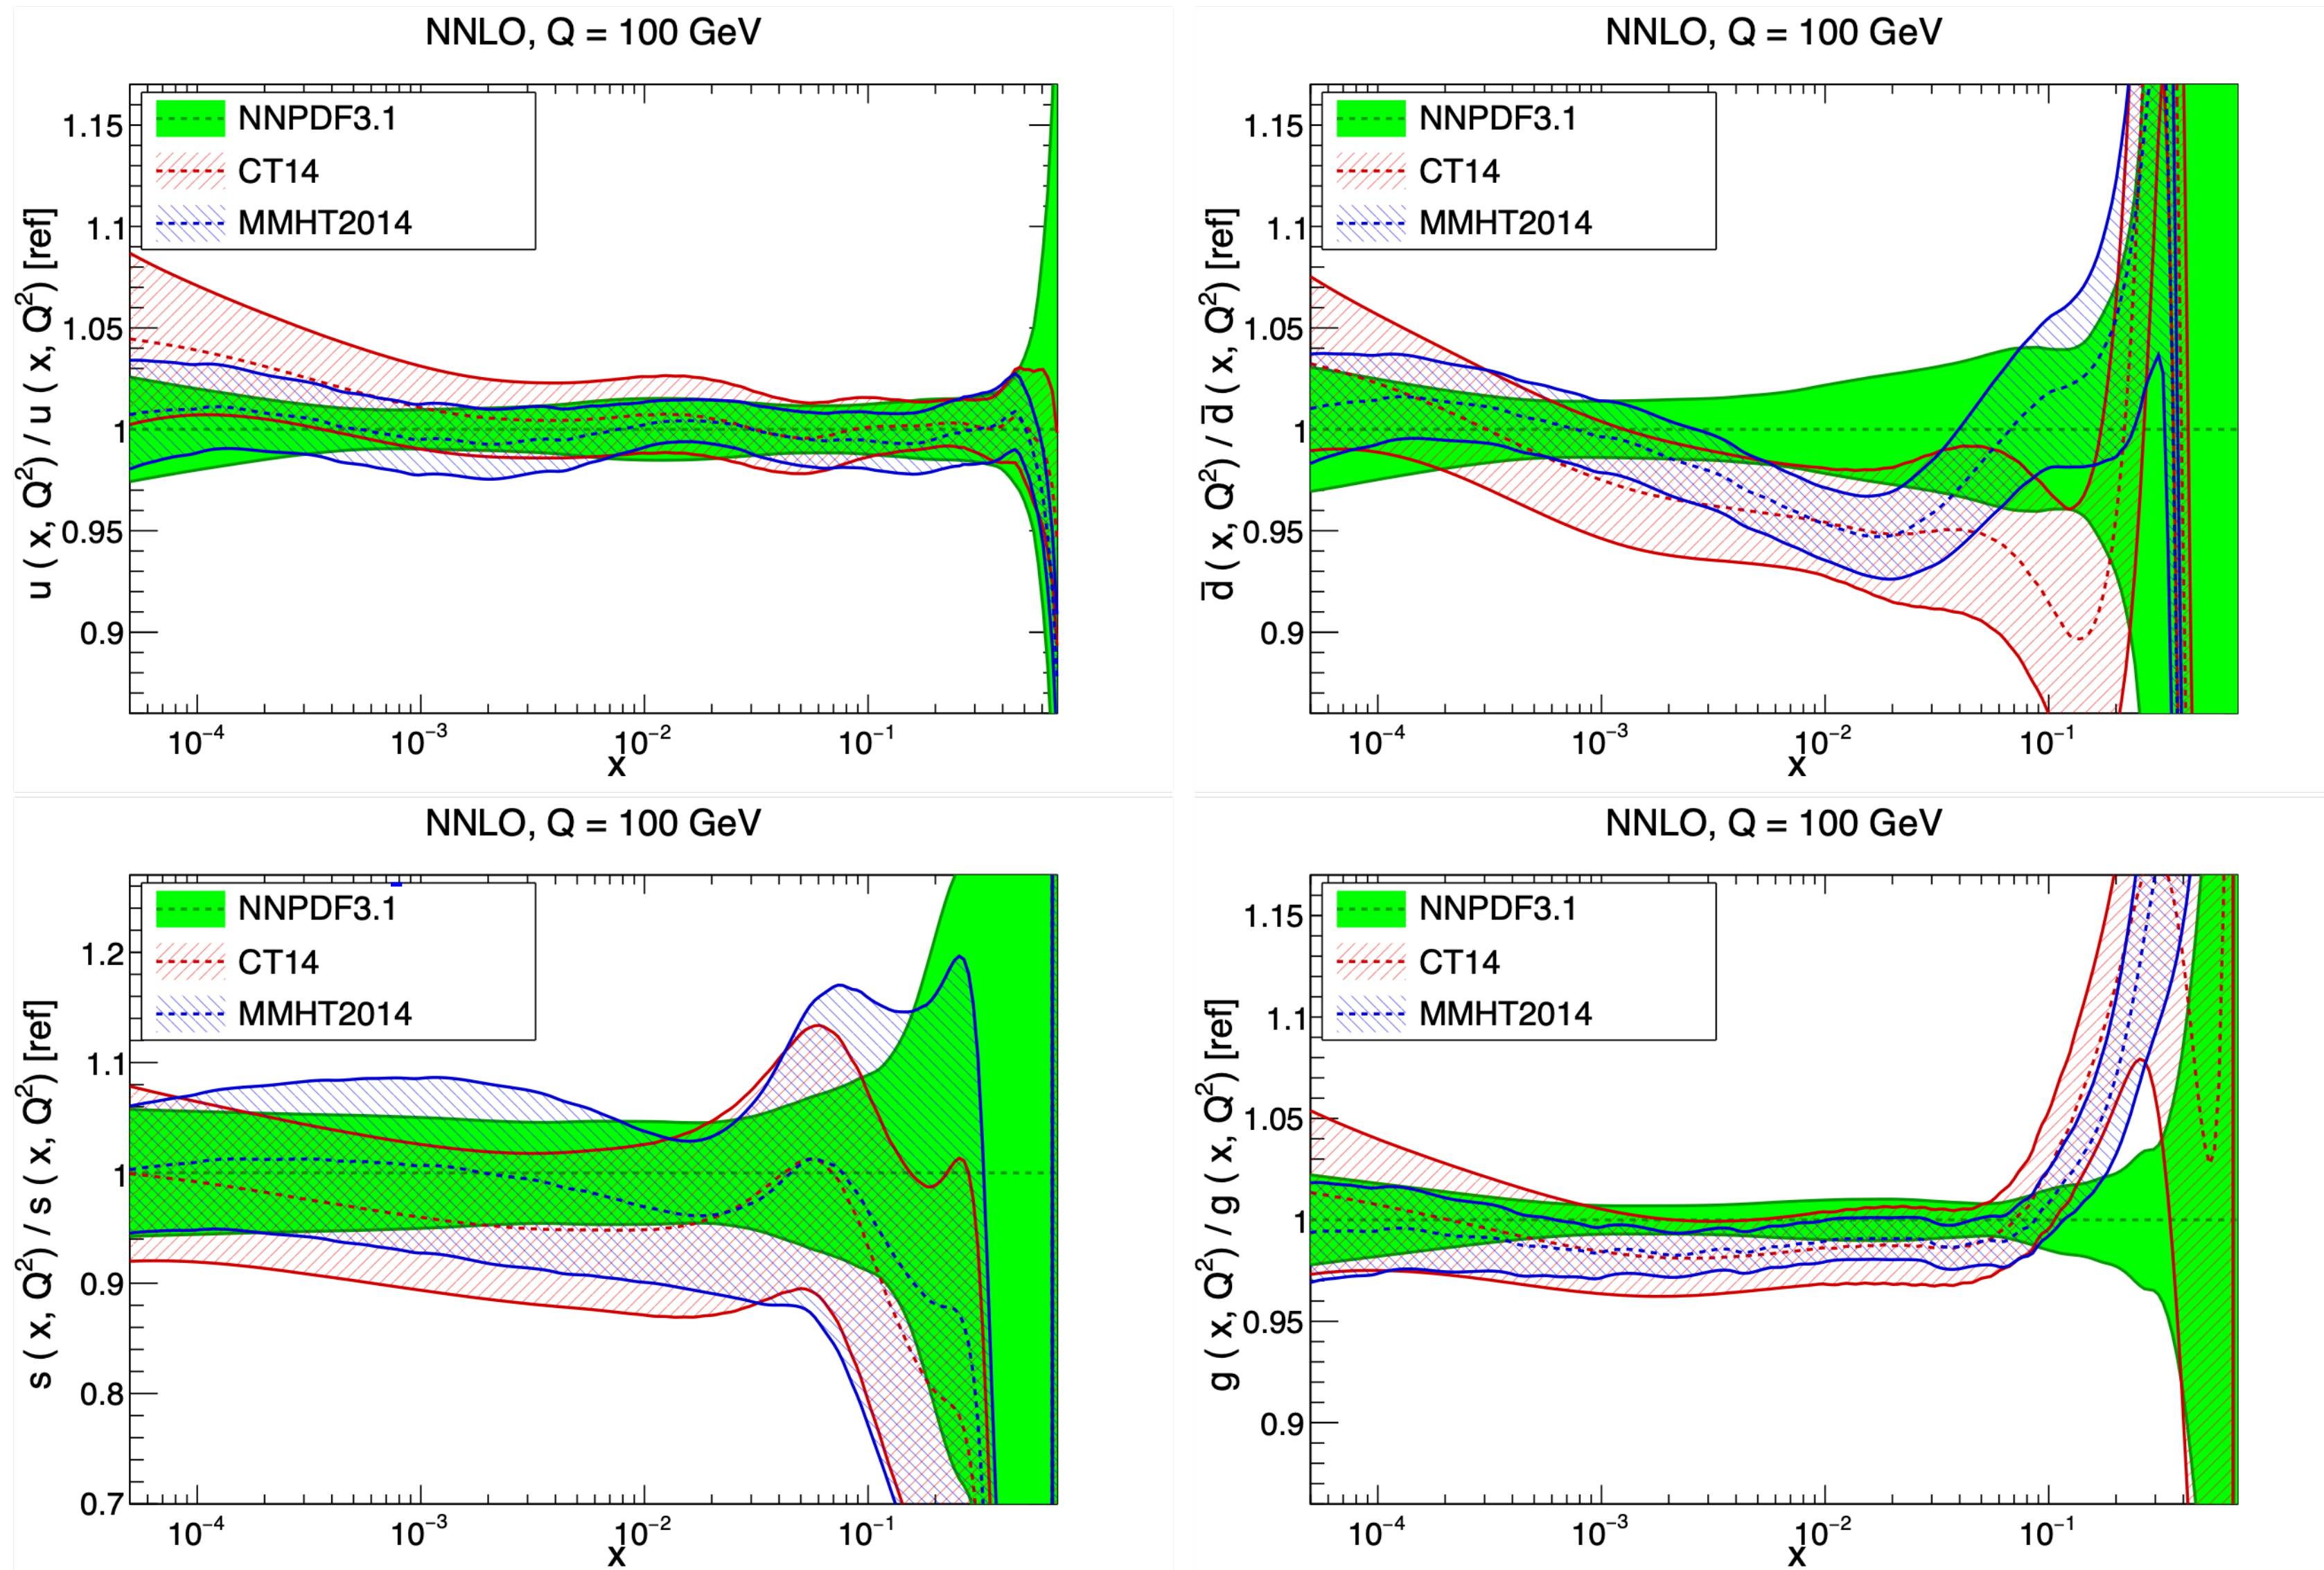 NNLO, Q = 100 GeV
NNPDF3.1
CT14
MMHT2014
1.15
1.1
1.05
1
0.95
0.9
u ( x, Q²) / u ( x, Q²) [ref]
10⁻⁴ 10⁻³ 10⁻² 10⁻¹
x
NNLO, Q = 100 GeV
NNPDF3.1
CT14
MMHT2014
1.15
1.1
1.05
1
0.95
0.9
d̅ ( x, Q²) / d̅ ( x, Q²) [ref]
10⁻⁴ 10⁻³ 10⁻² 10⁻¹
x
NNLO, Q = 100 GeV
NNPDF3.1
CT14
MMHT2014
1.2
1.1
1
0.9
0.8
0.7
s ( x, Q²) / s ( x, Q²) [ref]
10⁻⁴ 10⁻³ 10⁻² 10⁻¹
x
NNLO, Q = 100 GeV
NNPDF3.1
CT14
MMHT2014
1.15
1.1
1.05
1
0.95
0.9
g ( x, Q²) / g ( x, Q²) [ref]
10⁻⁴ 10⁻³ 10⁻² 10⁻¹
x